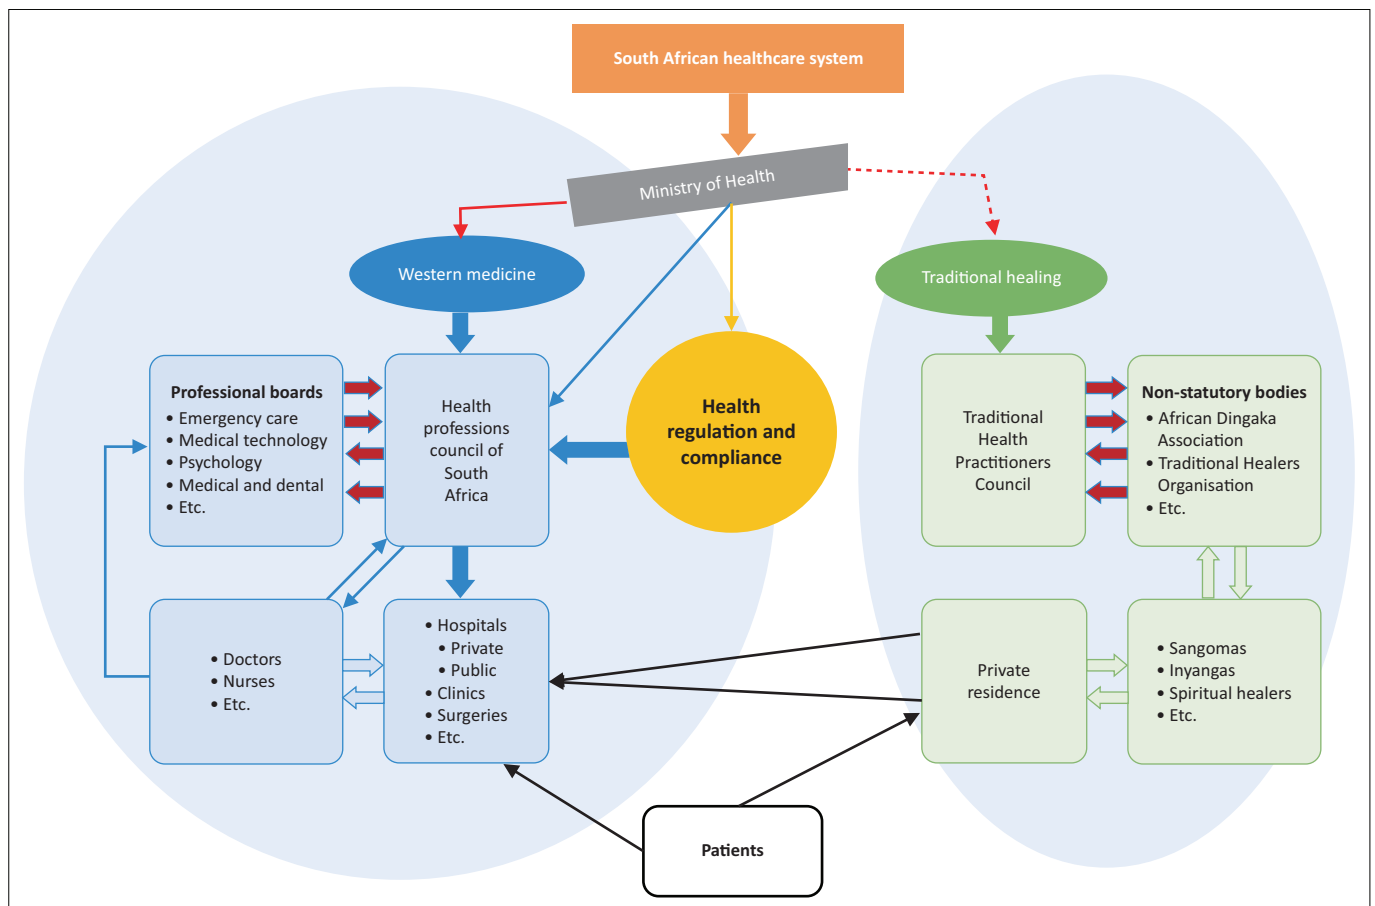 South African healthcare system
Ministry of Health
Western medicine
Traditional healing
Professional boards
• Emergency care
• Medical technology
• Psychology
• Medical and dental
• Etc.
Health
professions
council of
South
Africa
Health
regulation and
compliance
Traditional
Health
Practitioners
Council
Non-statutory bodies
• African Dingaka
Association
• Traditional Healers
Organisation
• Etc.
• Doctors
• Nurses
• Etc.
• Hospitals
• Private
• Public
• Clinics
• Surgeries
• Etc.
Private
residence
• Sangomas
• Inyangas
• Spiritual healers
• Etc.
Patients